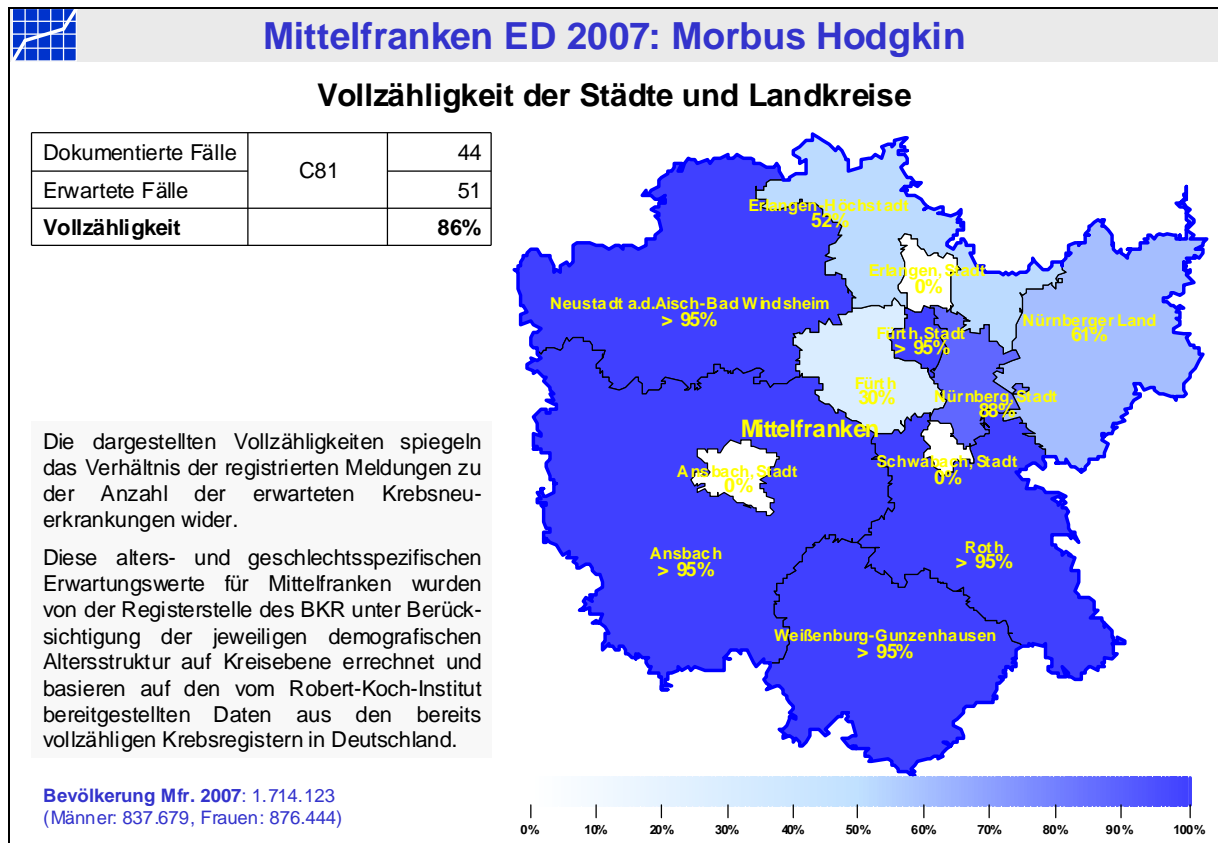 Mittelfranken ED 2007: Morbus Hodgkin
Vollzähligkeit der Städte und Landkreise
Dokumentierte Fälle C81 44
Erwartete Fälle 51
Vollzähligkeit 86%
Die dargestellten Vollzähligkeiten spiegeln
das Verhältnis der registrierten Meldungen zu
der Anzahl der erwarteten Krebsneu-
erkrankungen wider.
Diese alters- und geschlechtsspezifischen
Erwartungswerte für Mittelfranken wurden
von der Registerstelle des BKR unter Berück-
sichtigung der jeweiligen demografischen
Altersstruktur auf Kreisebene errechnet und
basieren auf den vom Robert-Koch-Institut
bereitgestellten Daten aus den bereits
vollzähligen Krebsregistern in Deutschland.
Bevölkerung Mfr. 2007: 1.714.123
(Männer: 837.679, Frauen: 876.444)
Erlangen-Höchstadt
52%
Erlangen, Stadt
0%
Neustadt a.d.Aisch-Bad Windsheim
> 95%
Nürnberger Land
61%
Fürth, Stadt
> 95%
Fürth
30%
Nürnberg, Stadt
88%
Mittelfranken
Ansbach, Stadt
0%
Schwabach, Stadt
0%
Ansbach
> 95%
Roth
> 95%
Weißenburg-Gunzenhausen
> 95%
0% 10% 20% 30% 40% 50% 60% 70% 80% 90% 100%